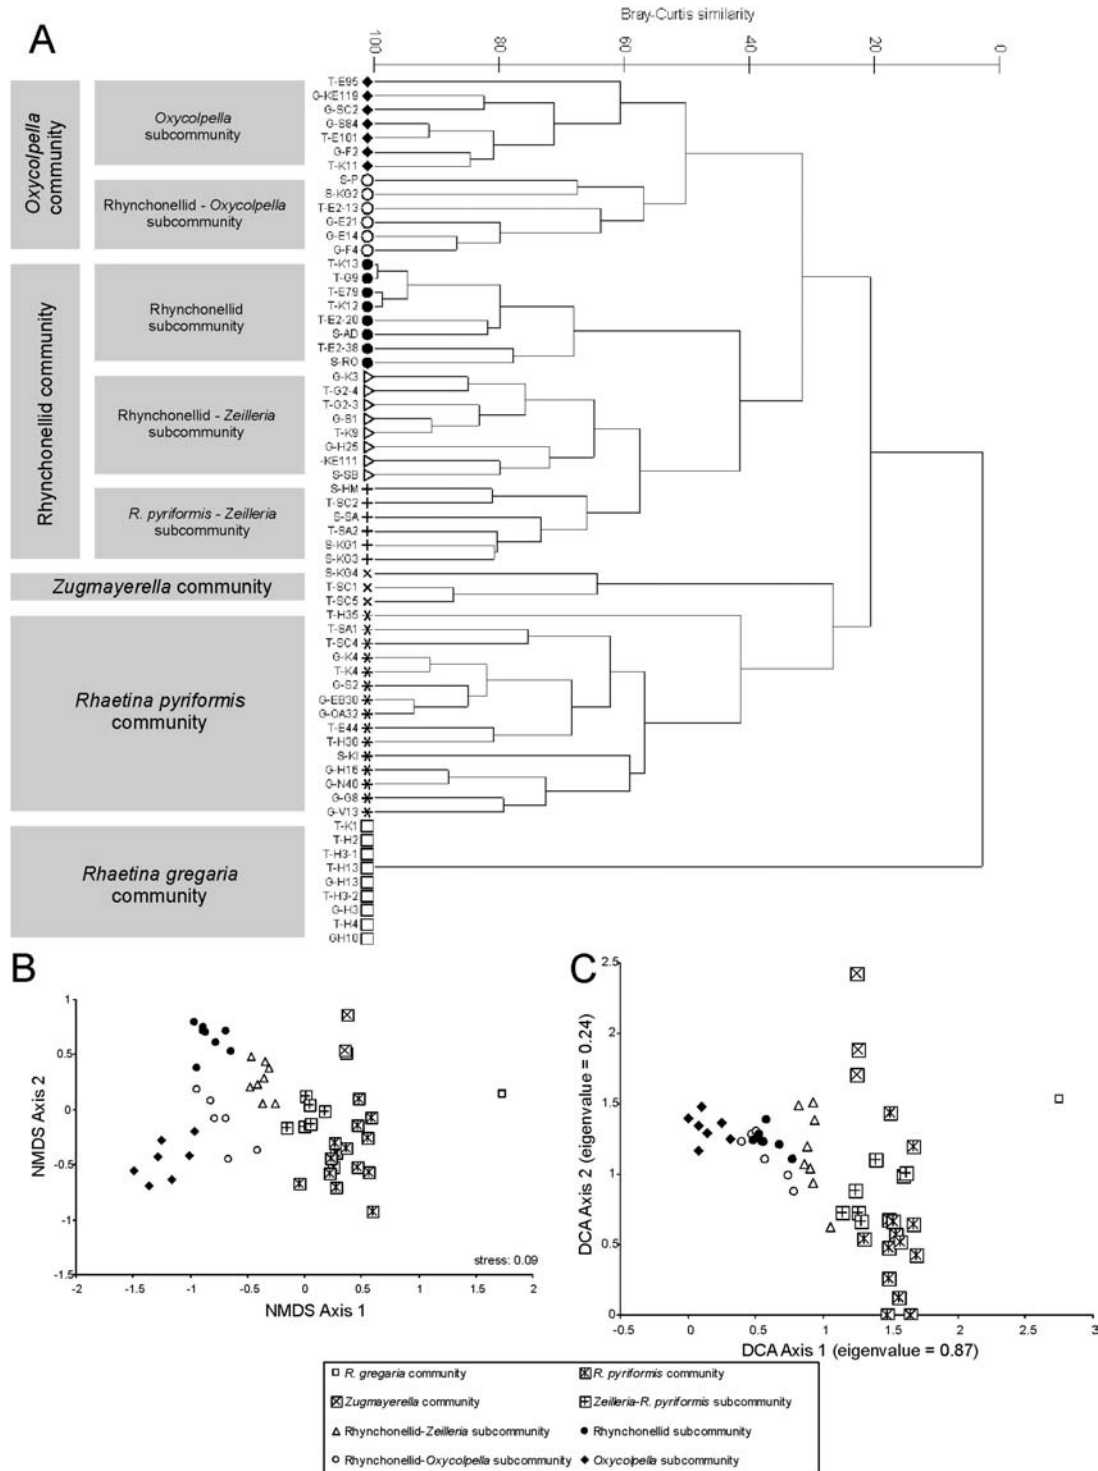 A
Bray-Curtis similarity
100
80
60
40
20
0
Oxycolpella community
Oxycolpella
subcommunity
Rhynchonellid - Oxycolpella
subcommunity
Rhynchonellid community
Rhynchonellid
subcommunity
Rhynchonellid - Zeilleria
subcommunity
R. pyriformis - Zeilleria
subcommunity
Zugmayerella community
Rhaetina pyriformis
community
Rhaetina gregaria
community
T-E95
G-KE119
G-SC2
G-S84
T-E101
G-F2
T-K11
S-P
S-KG2
T-E2-13
G-E21
G-E14
G-F4
T-K13
T-G9
T-E79
T-K12
T-E2-20
S-AD
T-E2-38
S-RO
G-K3
T-G2-4
T-G2-3
G-S1
T-K9
G-H25
-KE111
S-SB
S-HM
T-SC2
S-SA
T-SA2
S-KG1
S-KG3
S-KG4
T-SC1
T-SC5
T-H35
T-SA1
T-SC4
G-K4
T-K4
G-S2
G-EB30
G-OA32
T-E44
T-H30
S-KI
G-H16
G-N40
G-G8
G-V13
T-K1
T-H2
T-H3-1
T-H13
G-H13
T-H3-2
G-H3
T-H4
GH10
B
1
0.5
0
-0.5
-1
-1.5
NMDS Axis 2
-2
-1.5
-1
-0.5
0
0.5
1
1.5
2
NMDS Axis 1
stress: 0.09
C
2.5
2
1.5
1
0.5
0
DCA Axis 2 (eigenvalue = 0.24)
-0.5
0
0.5
1
1.5
2
2.5
3
DCA Axis 1 (eigenvalue = 0.87)
R. gregaria community
R. pyriformis community
Zugmayerella community
Zeilleria-R. pyriformis subcommunity
Rhynchonellid-Zeilleria subcommunity
Rhynchonellid subcommunity
Rhynchonellid-Oxycolpella subcommunity
Oxycolpella subcommunity